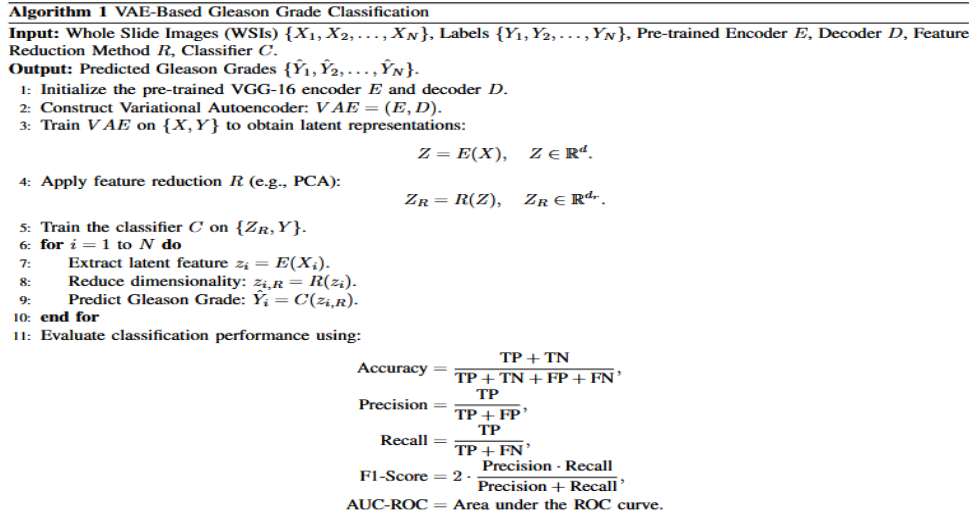 Algorithm 1 VAE-Based Gleason Grade Classification
Input: Whole Slide Images (WSIs) {X₁, X₂, . . . , X_N}, Labels {Y₁, Y₂, . . . , Y_N}, Pre-trained Encoder E, Decoder D, Feature
Reduction Method R, Classifier C.
Output: Predicted Gleason Grades {Ŷ₁, Ŷ₂, . . . , Ŷ_N}.
1: Initialize the pre-trained VGG-16 encoder E and decoder D.
2: Construct Variational Autoencoder: VAE = (E, D).
3: Train VAE on {X, Y} to obtain latent representations:
Z = E(X), Z ∈ ℝ^d.
4: Apply feature reduction R (e.g., PCA):
Z_R = R(Z), Z_R ∈ ℝ^{d_r}.
5: Train the classifier C on {Z_R, Y}.
6: for i = 1 to N do
7: Extract latent feature z_i = E(X_i).
8: Reduce dimensionality: z_{i,R} = R(z_i).
9: Predict Gleason Grade: Ŷ_i = C(z_{i,R}).
10: end for
11: Evaluate classification performance using:
Accuracy = (TP + TN) / (TP + TN + FP + FN),
Precision = TP / (TP + FP),
Recall = TP / (TP + FN),
F1-Score = 2 · (Precision · Recall) / (Precision + Recall),
AUC-ROC = Area under the ROC curve.